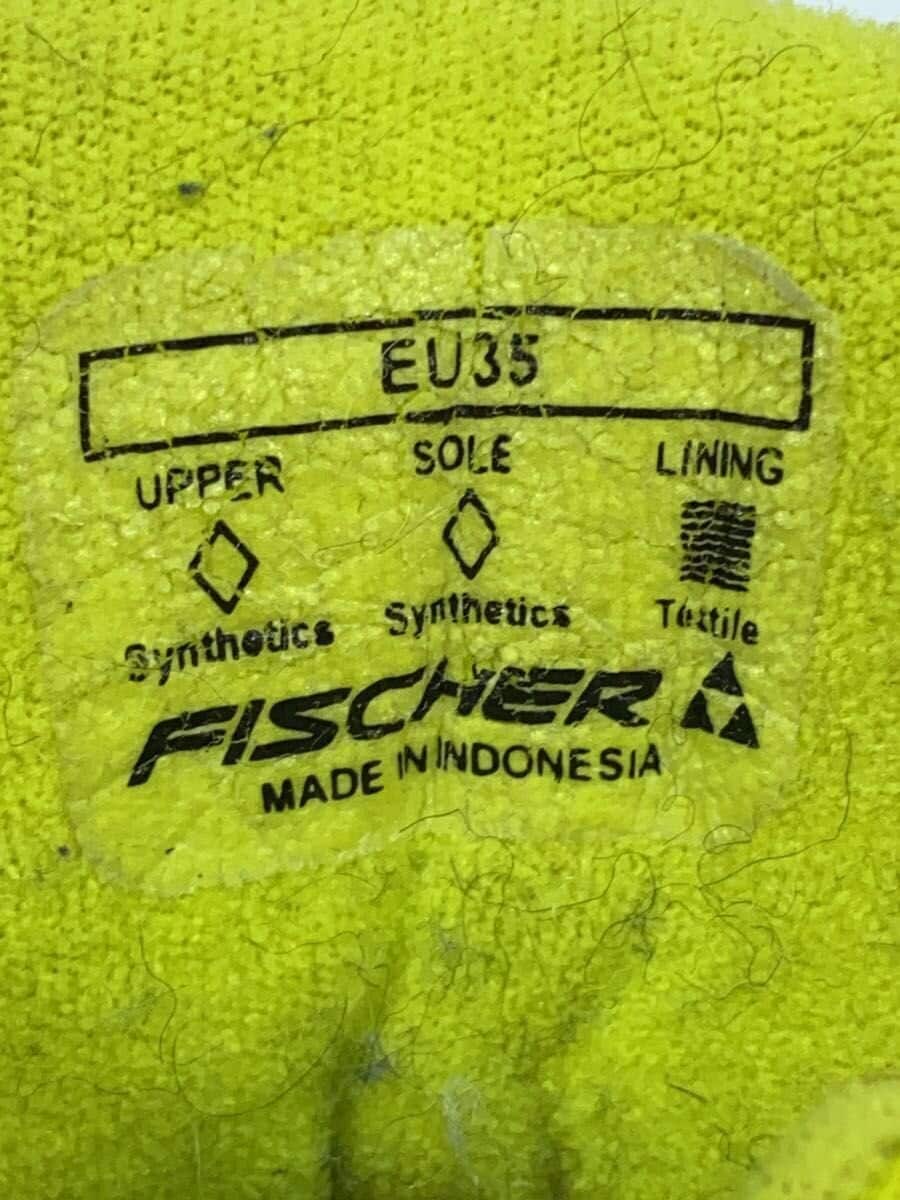 EU35
UPPER SOLE LINING
Synthetics Synthetics Textile
FISCHER
MADE IN INDONESIA